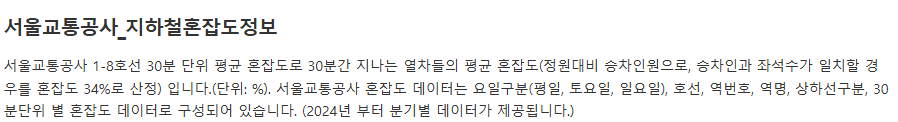 서울교통공사_지하철혼잡도정보
서울교통공사 1-8호선 30분 단위 평균 혼잡도로 30분간 지나는 열차들의 평균 혼잡도(정원대비 승차인원으로, 승차인과 좌석수가 일치할 경
우를 혼잡도 34%로 산정) 입니다.(단위: %). 서울교통공사 혼잡도 데이터는 요일구분(평일, 토요일, 일요일), 호선, 역번호, 역명, 상하선구분, 30
분단위 별 혼잡도 데이터로 구성되어 있습니다. (2024년 부터 분기별 데이터가 제공됩니다.)